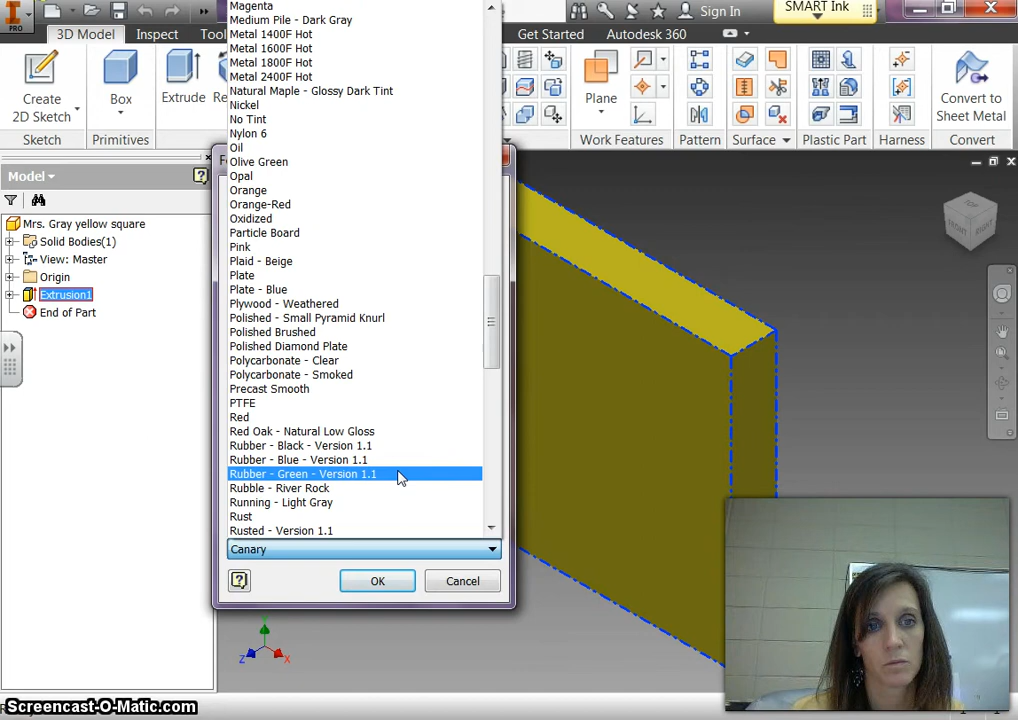 PRO
Sign In
SMART Ink
3D Model
Inspect
Get Started
Autodesk 360
Create
2D Sketch
Box
Extrude
Plane
Convert to
Sheet Metal
Sketch
Primitives
Work Features
Pattern
Surface
Plastic Part
Harness
Convert
Model
Mrs. Gray yellow square
Solid Bodies(1)
View: Master
Origin
Extrusion1
End of Part
Magenta
Medium Pile - Dark Gray
Metal 1400F Hot
Metal 1600F Hot
Metal 1800F Hot
Metal 2400F Hot
Natural Maple - Glossy Dark Tint
Nickel
No Tint
Nylon 6
Oil
Olive Green
Opal
Orange
Orange-Red
Oxidized
Particle Board
Pink
Plaid - Beige
Plate
Plate - Blue
Plywood - Weathered
Polished - Small Pyramid Knurl
Polished Brushed
Polished Diamond Plate
Polycarbonate - Clear
Polycarbonate - Smoked
Precast Smooth
PTFE
Red
Red Oak - Natural Low Gloss
Rubber - Black - Version 1.1
Rubber - Blue - Version 1.1
Rubber - Green - Version 1.1
Rubble - River Rock
Running - Light Gray
Rust
Rusted - Version 1.1
Canary
OK
Cancel
TOP
FRONT
RIGHT
Z
X
Screencast-O-Matic.com